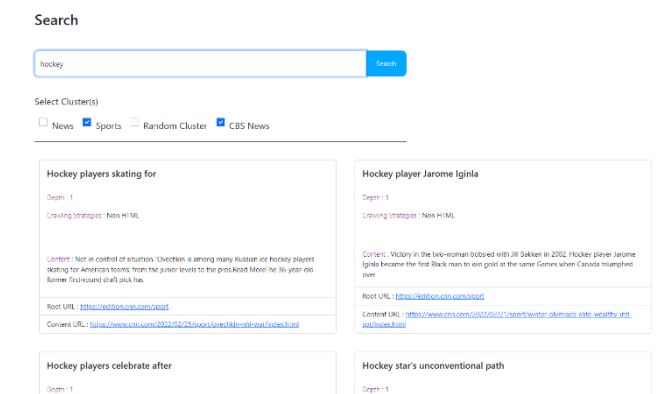 Search
hockey
Search
Select Cluster(s)
News Sports Random Cluster CBS News
Hockey players skating for
Depth : 1
Crawling Strategies : Non HTML
Content : Not in control of situation."Ovechkin is among many Russian ice hockey players
skating for American teams, from the junior levels to the pros.Read MoreThe 36-year-old
former first-round draft pick has
Root URL : https://edition.cnn.com/sport
Content URL : https://www.cnn.com/2022/02/25/sport/ovechkin-nhl-war/index.html
Hockey player Jarome Iginla
Depth : 1
Crawling Strategies : Non HTML
Content : Victory in the two-woman bobsled with Jill Bakken in 2002. Hockey player Jarome
Iginla became the first Black man to win gold at the same Games when Canada triumphed
over
Root URL : https://edition.cnn.com/sport
Content URL : https://www.cnn.com/2022/02/21/sport/winter-olympics-elite-wealthy-intl-
spt/index.html
Hockey players celebrate after
Depth : 1
Hockey star's unconventional path
Depth : 1